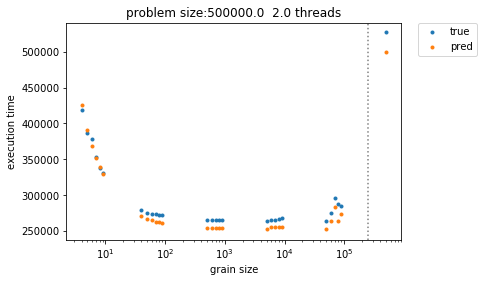 problem size:500000.0  2.0 threads
true
pred
execution time
500000
450000
400000
350000
300000
250000
10^1
10^2
10^3
10^4
10^5
grain size